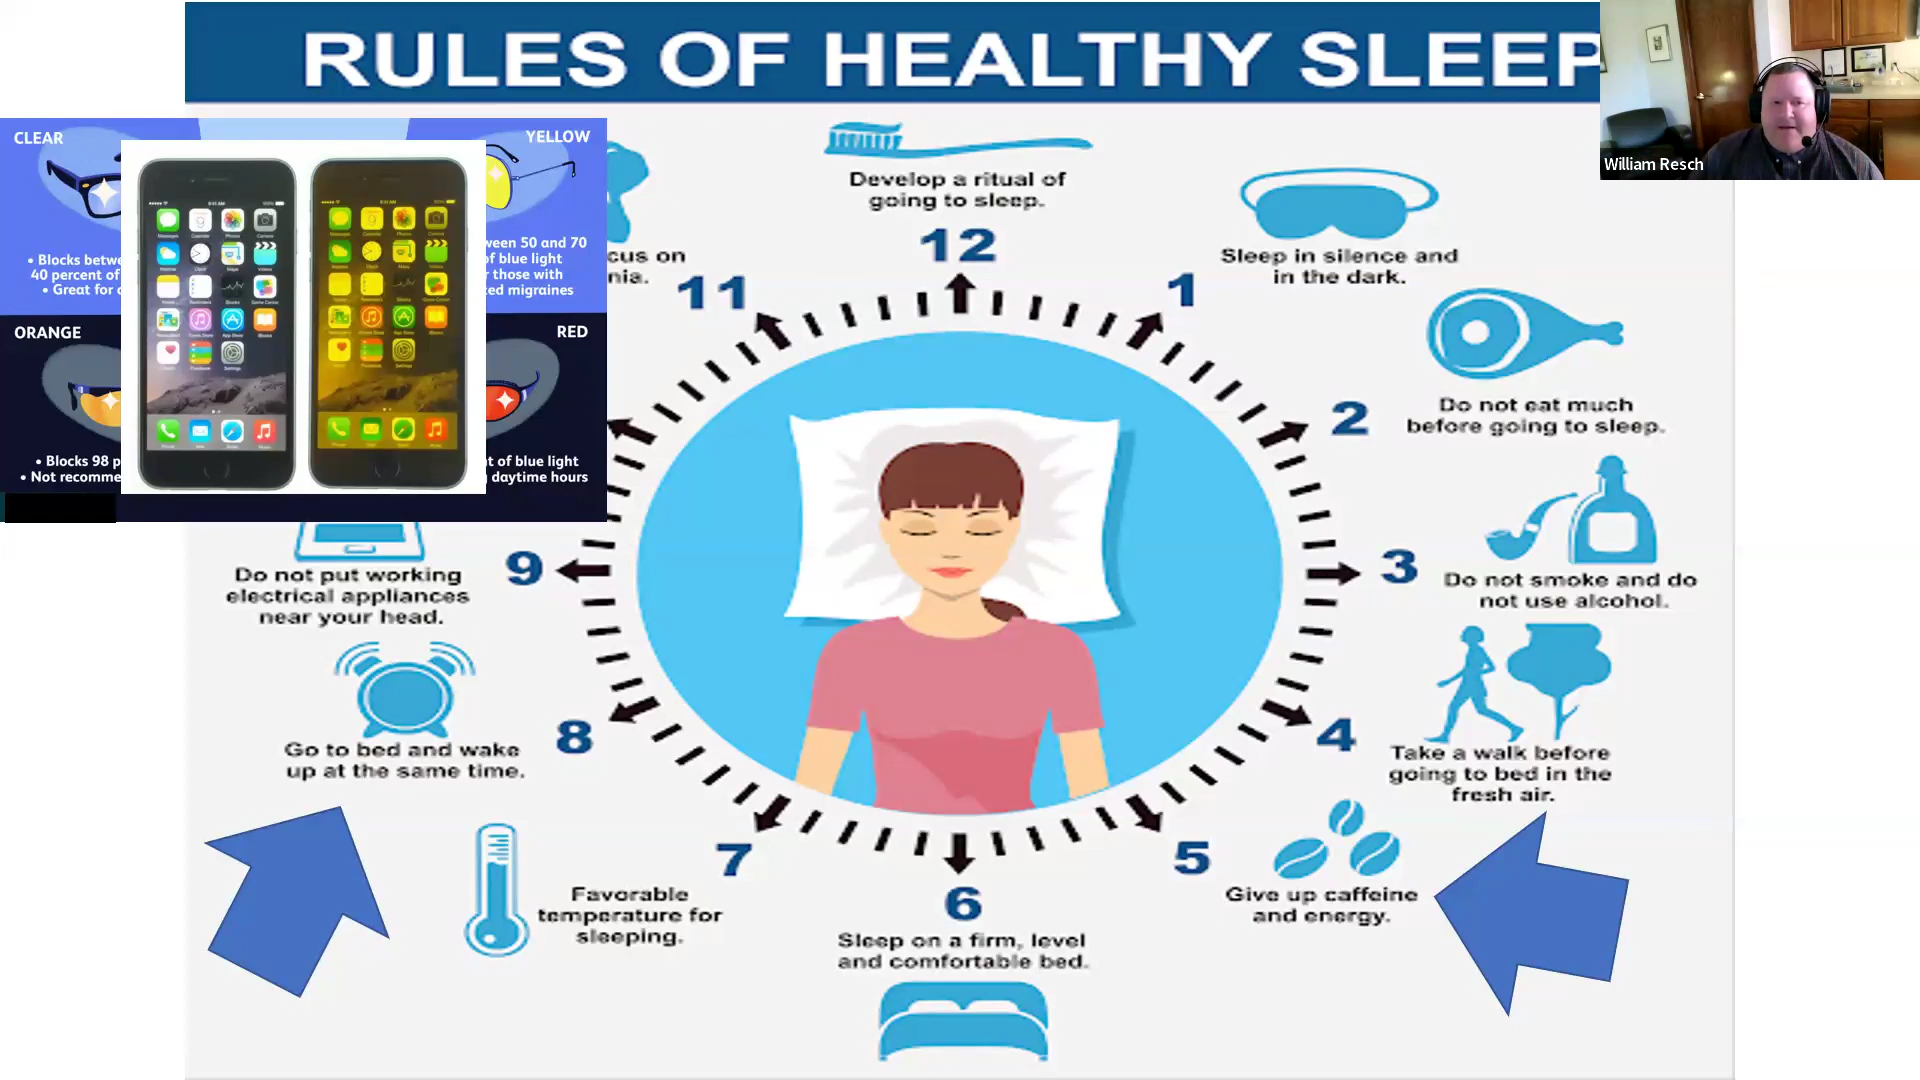 RULES OF HEALTHY SLEEP
William Resch
CLEAR
YELLOW
• Blocks
40 percent of
• Great for
50 and 70
of blue light
those with
migraines
ORANGE
RED
• Blocks 98
• Not
of blue light
daytime hours
Develop a ritual of
going to sleep.
12
Sleep in silence and
in the dark.
1
Do not eat much
before going to sleep.
2
Do not smoke and do
not use alcohol.
3
Take a walk before
going to bed in the
fresh air.
4
Give up caffeine
and energy.
5
6
Sleep on a firm, level
and comfortable bed.
7
Favorable
temperature for
sleeping.
8
Go to bed and wake
up at the same time.
9
Do not put working
electrical appliances
near your head.
11
on